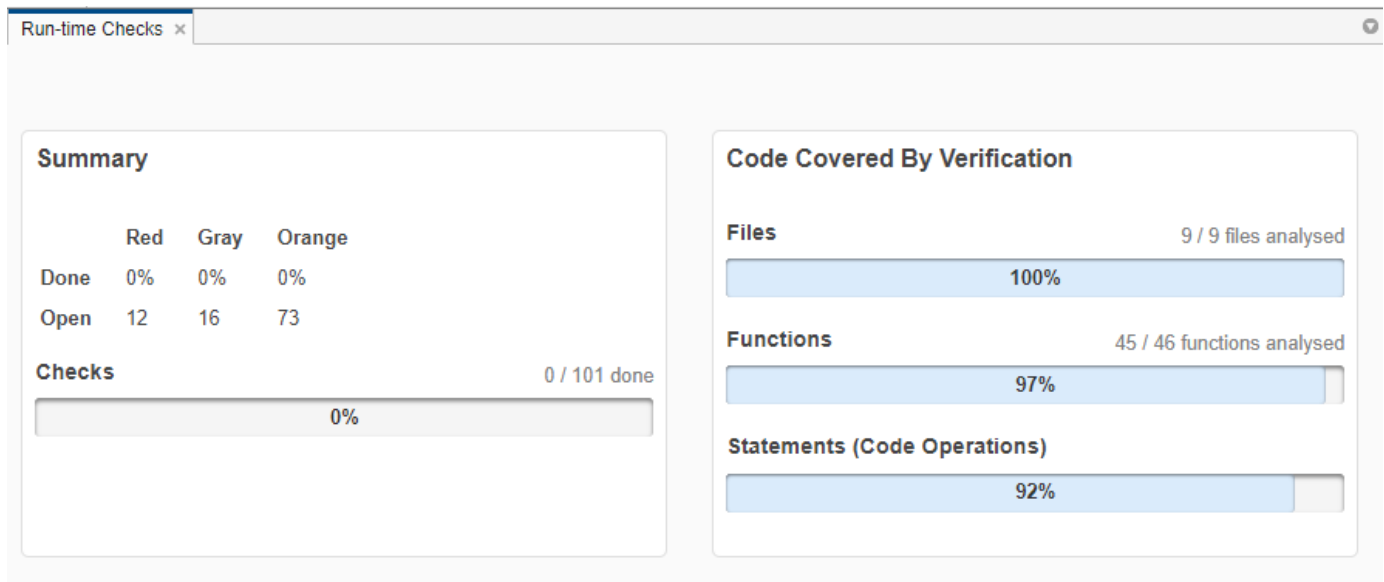 Run-time Checks ×
Summary
Red Gray Orange
Done 0% 0% 0%
Open 12 16 73
Checks 0 / 101 done
0%
Code Covered By Verification
Files 9 / 9 files analysed
100%
Functions 45 / 46 functions analysed
97%
Statements (Code Operations)
92%